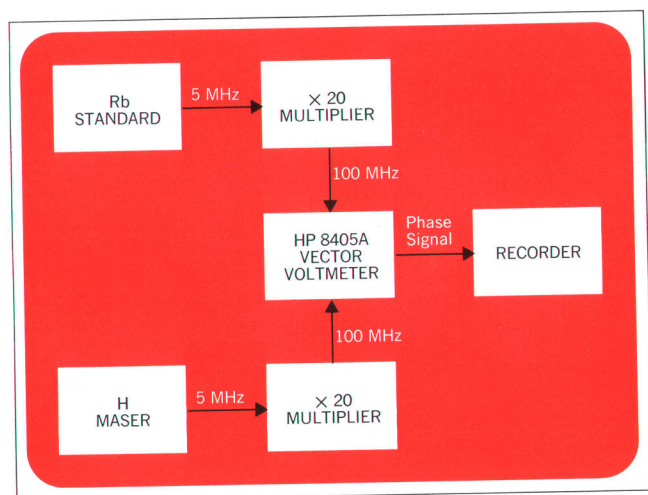 Rb
STANDARD
5 MHz
× 20
MULTIPLIER
100 MHz
HP 8405A
VECTOR
VOLTMETER
Phase
Signal
RECORDER
100 MHz
H
MASER
5 MHz
× 20
MULTIPLIER